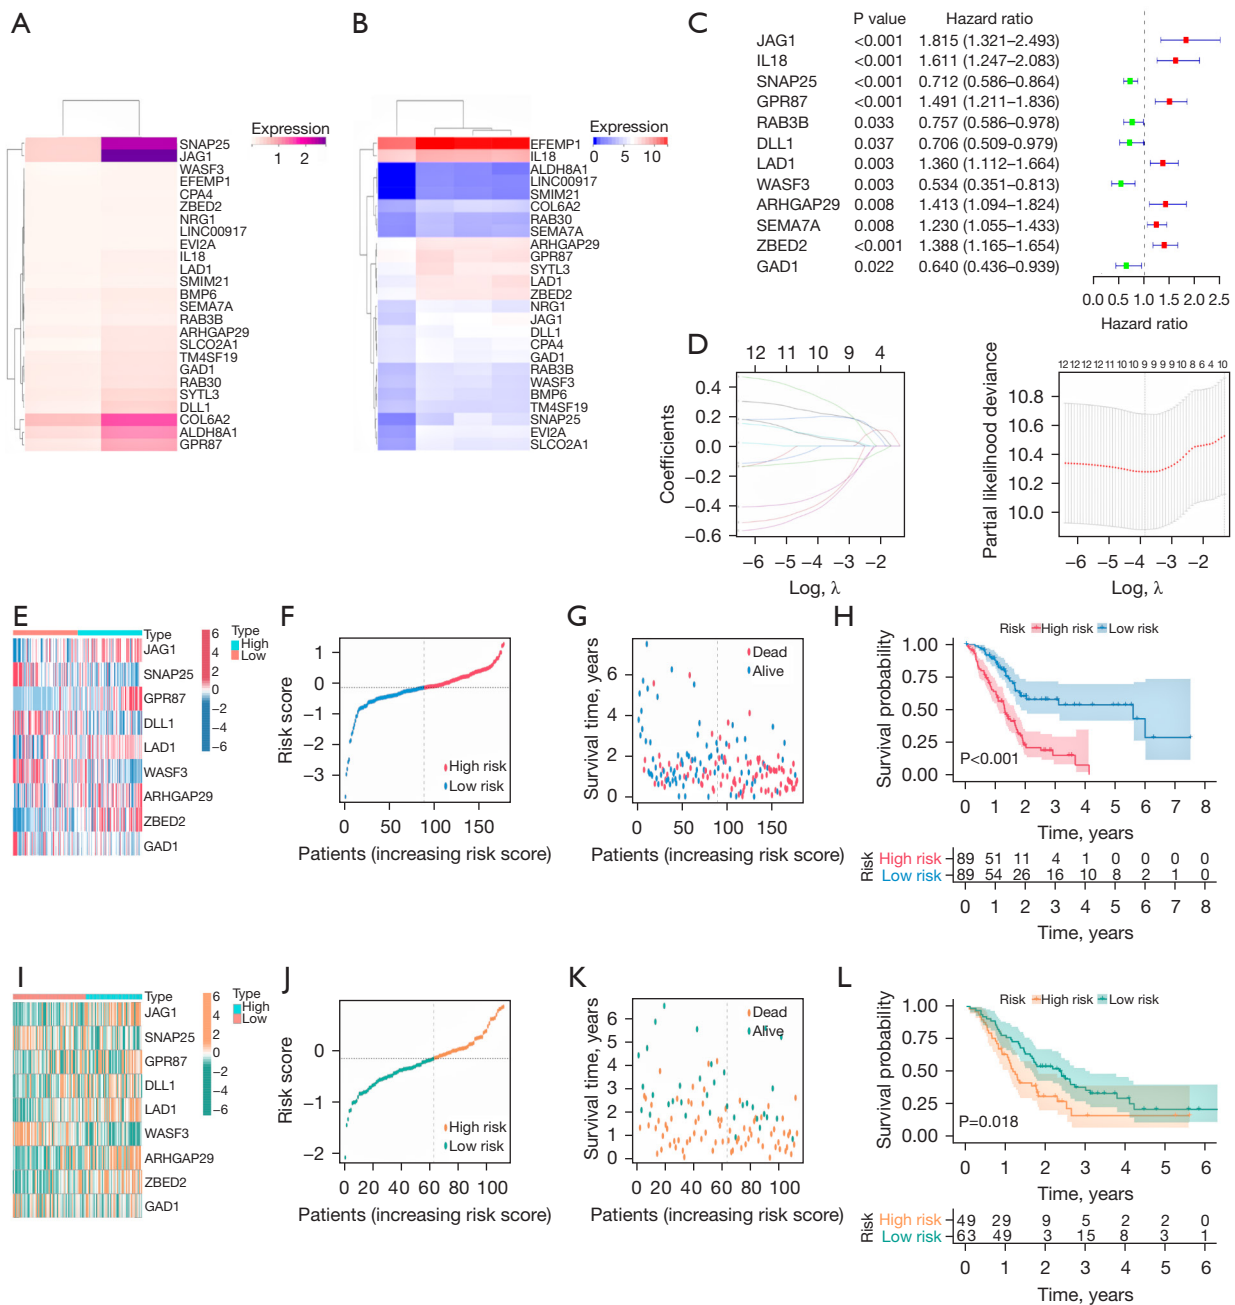 A
Expression
1 2
SNAP25
JAG1
WASF3
EFEMP1
CPA4
ZBED2
NRG1
LINC00917
EVI2A
IL18
LAD1
SMIM21
BMP6
SEMA7A
RAB3B
ARHGAP29
SLCO2A1
TM4SF19
GAD1
RAB30
SYTL3
DLL1
COL6A2
ALDH8A1
GPR87
B
Expression
0 5 10
EFEMP1
IL18
ALDH8A1
LINC00917
SMIM21
COL6A2
RAB30
SEMA7A
ARHGAP29
GPR87
SYTL3
LAD1
ZBED2
NRG1
JAG1
DLL1
CPA4
GAD1
RAB3B
WASF3
BMP6
TM4SF19
SNAP25
EVI2A
SLCO2A1
C
P value Hazard ratio
JAG1 <0.001 1.815 (1.321–2.493)
IL18 <0.001 1.611 (1.247–2.083)
SNAP25 <0.001 0.712 (0.586–0.864)
GPR87 <0.001 1.491 (1.211–1.836)
RAB3B 0.033 0.757 (0.586–0.978)
DLL1 0.037 0.706 (0.509–0.979)
LAD1 0.003 1.360 (1.112–1.664)
WASF3 0.003 0.534 (0.351–0.813)
ARHGAP29 0.008 1.413 (1.094–1.824)
SEMA7A 0.008 1.230 (1.055–1.433)
ZBED2 <0.001 1.388 (1.165–1.654)
GAD1 0.022 0.640 (0.436–0.939)
0.0 0.5 1.0 1.5 2.0 2.5
Hazard ratio
D
12 11 10 9 4
Coefficients
0.4
0.2
0.0
−0.2
−0.4
−0.6
−6 −5 −4 −3 −2
Log, λ
12 12 12 12 11 10 10 9 9 9 10 10 8 6 4 10
Partial likelihood deviance
10.8
10.6
10.4
10.2
10.0
−6 −5 −4 −3 −2
Log, λ
E
Type
JAG1
SNAP25
GPR87
DLL1
LAD1
WASF3
ARHGAP29
ZBED2
GAD1
6
4
2
0
−2
−4
−6
Type
High
Low
F
Risk score
1
0
−1
−2
−3
High risk
Low risk
0 50 100 150
Patients (increasing risk score)
G
Survival time, years
6
4
2
0
Dead
Alive
0 50 100 150
Patients (increasing risk score)
H
Risk High risk Low risk
Survival probability
1.00
0.75
0.50
0.25
0.00
P<0.001
0 1 2 3 4 5 6 7 8
Time, years
Risk
High risk 89 51 11 4 1 0 0 0 0
Low risk 89 54 26 16 10 8 2 1 0
0 1 2 3 4 5 6 7 8
Time, years
I
Type
JAG1
SNAP25
GPR87
DLL1
LAD1
WASF3
ARHGAP29
ZBED2
GAD1
6
4
2
0
−2
−4
−6
Type
High
Low
J
Risk score
0
−1
−2
High risk
Low risk
0 20 40 60 80 100
Patients (increasing risk score)
K
Survival time, years
6
5
4
3
2
1
0
Dead
Alive
0 20 40 60 80 100
Patients (increasing risk score)
L
Risk High risk Low risk
Survival probability
1.00
0.75
0.50
0.25
0.00
P=0.018
0 1 2 3 4 5 6
Time, years
Risk
High risk 49 29 9 5 2 2 0
Low risk 63 49 3 15 8 3 1
0 1 2 3 4 5 6
Time, years